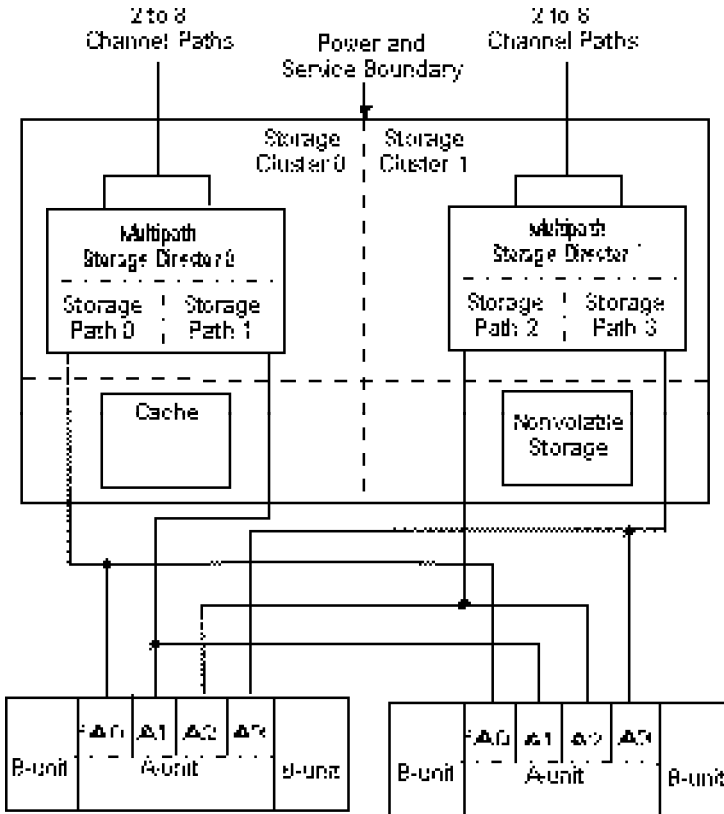 2 to 8
Channel Paths
Power and
Service Boundary
2 to 8
Channel Paths
Storage
Cluster 0
Storage
Cluster 1
Multipath
Storage Director 0
Storage
Path 0
Storage
Path 1
Multipath
Storage Director
Storage
Path 2
Storage
Path 3
Cache
Nonvolatile
Storage
B-unit
A0
A1
A2
A3
A-unit
B-unit
B-unit
A0
A1
A2
A3
A-unit
B-unit